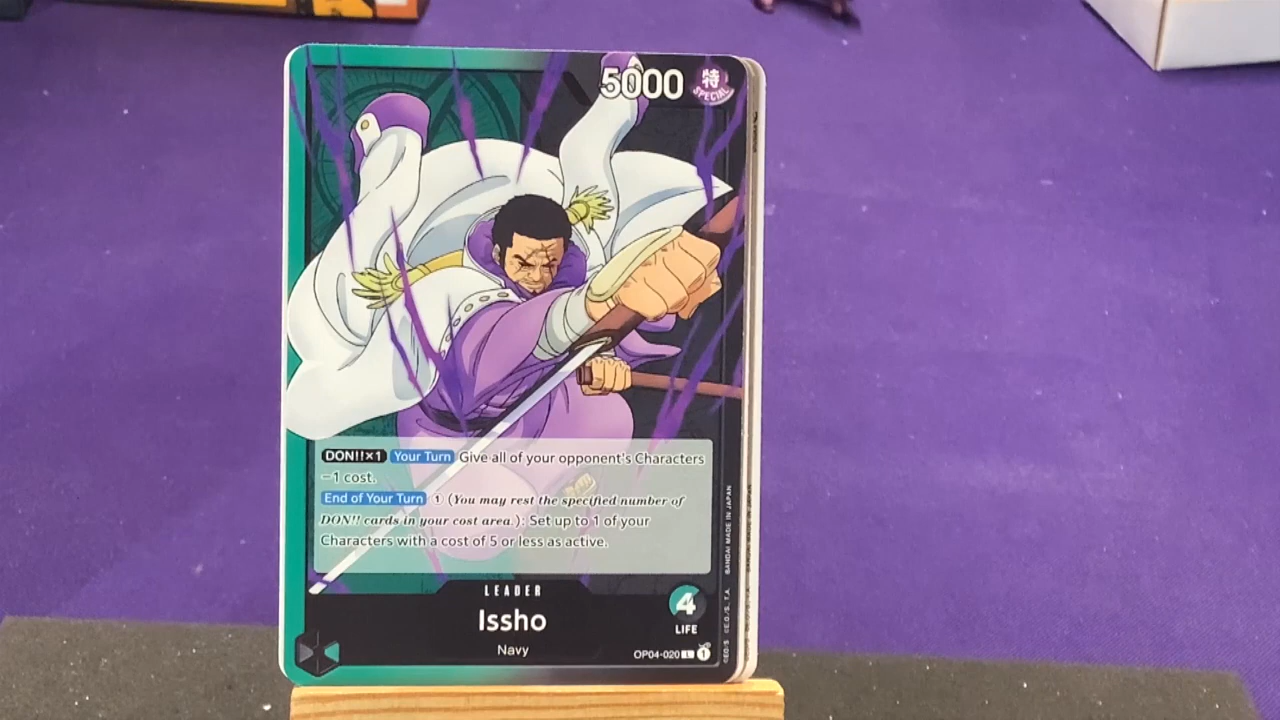 5000
特
SPECIAL
DON!!×1 Your Turn Give all of your opponent's Characters
−1 cost.
End of Your Turn ① (You may rest the specified number of
DON!! cards in your cost area.): Set up to 1 of your
Characters with a cost of 5 or less as active.
LEADER
Issho
Navy
4
LIFE
OP04-020 L 1
©E.O./S., T.A. BANDAI MADE IN JAPAN